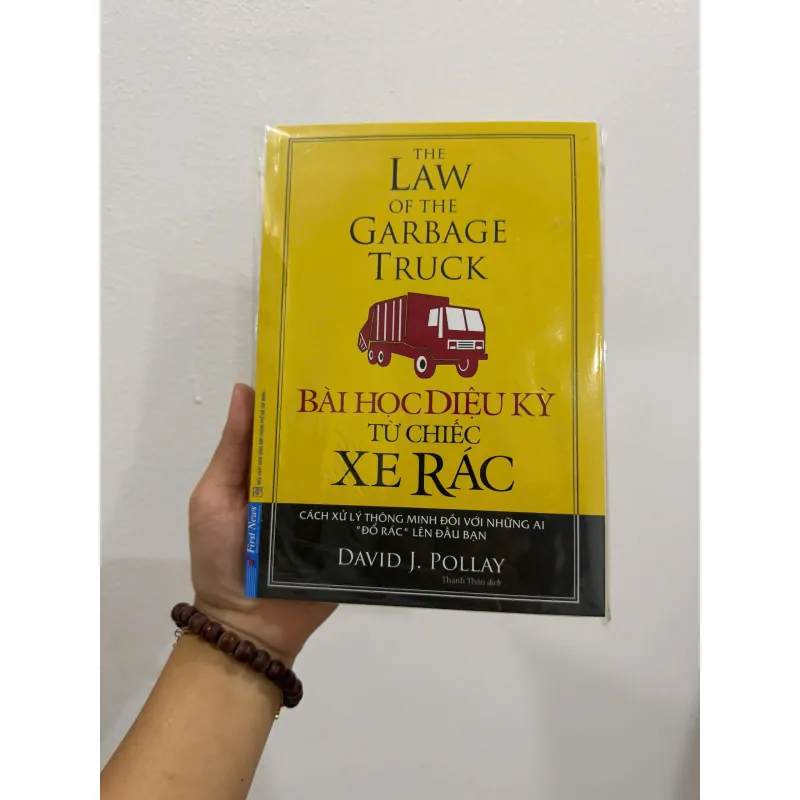 THE
LAW
OF THE
GARBAGE
TRUCK
BÀI HỌC DIỆU KỲ
TỪ CHIẾC
XE RÁC
CÁCH XỬ LÝ THÔNG MINH ĐỐI VỚI NHỮNG AI
"ĐỔ RÁC" LÊN ĐẦU BẠN
DAVID J. POLLAY
Thanh Thảo dịch
First News